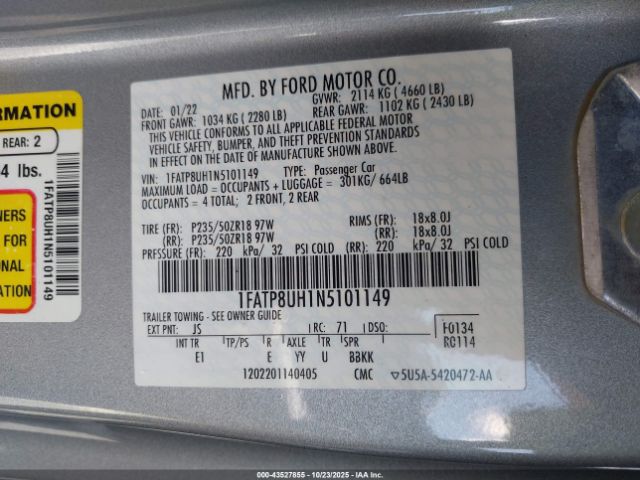 MFD. BY FORD MOTOR CO.
DATE: 01/22 GVWR: 2114 KG ( 4660 LB)
FRONT GAWR: 1034 KG ( 2280 LB) REAR GAWR: 1102 KG ( 2430 LB)
THIS VEHICLE CONFORMS TO ALL APPLICABLE FEDERAL MOTOR
VEHICLE SAFETY, BUMPER, AND THEFT PREVENTION STANDARDS
IN EFFECT ON THE DATE OF MANUFACTURE SHOWN ABOVE.
VIN: 1FATP8UH1N5101149 TYPE: Passenger Car
MAXIMUM LOAD = OCCUPANTS + LUGGAGE = 301KG/ 664LB
OCCUPANTS = 4 TOTAL; 2 FRONT, 2 REAR
TIRE (FR): P235/50ZR18 97W RIMS (FR): 18x8.0J
(RR): P235/50ZR18 97W (RR): 18x8.0J
PRESSURE (FR): 220 kPa/ 32 PSI COLD (RR): 220 kPa/ 32 PSI COLD
1FATP8UH1N5101149
TRAILER TOWING - SEE OWNER GUIDE
EXT PNT: JS RC: 71 DSO: F0134
INT TR TP/PS R AXLE TR SPR RC114
E1 E YY U BBKK
1202201140405 CMC 5U5A-5420472-AA
ORMATION
REAR: 2
4 lbs.
1FATP8UH1N5101149
NERS
FOR
ONAL
TION
000-43527855 | 10/23/2025 | IAAI.COM